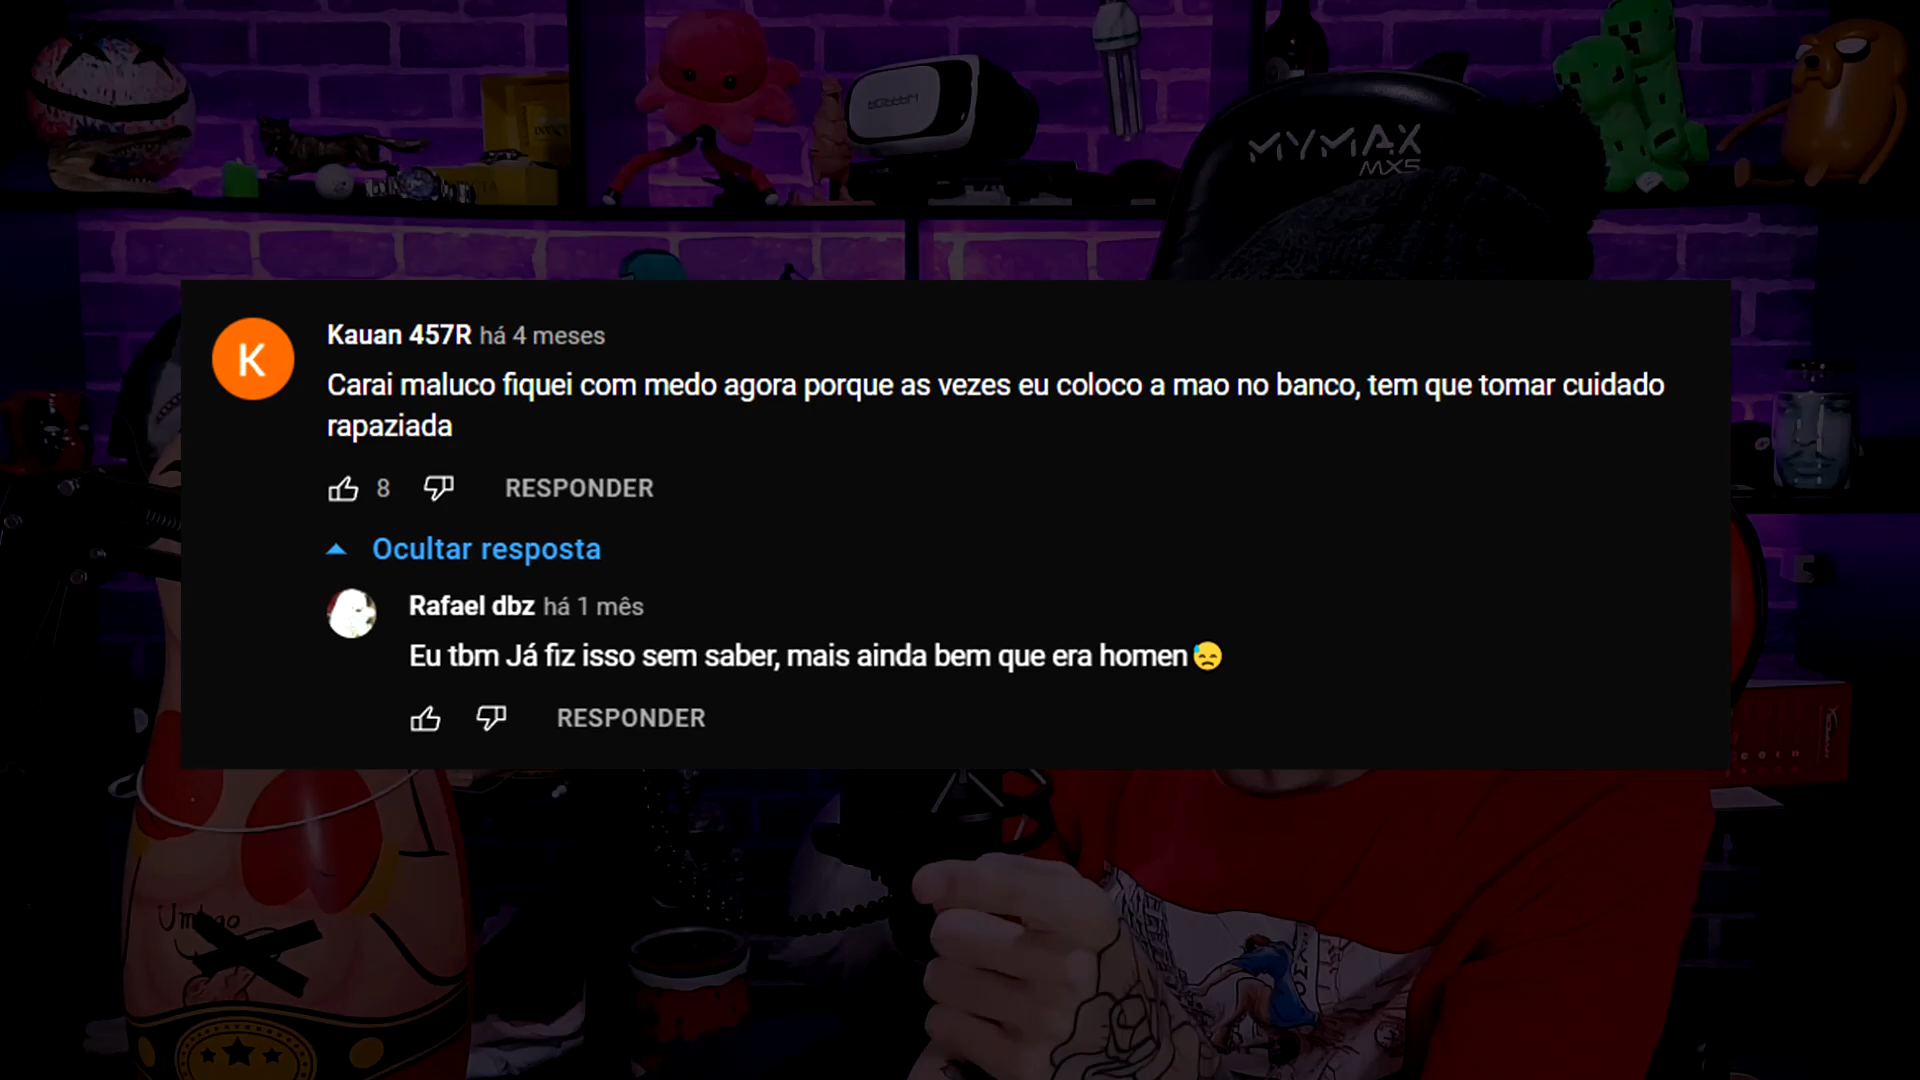 MYMAX
MX5
Kauan 457R há 4 meses
Carai maluco fiquei com medo agora porque as vezes eu coloco a mao no banco, tem que tomar cuidado
rapaziada
8
RESPONDER
Ocultar resposta
Rafael dbz há 1 mês
Eu tbm Já fiz isso sem saber, mais ainda bem que era homen😓
RESPONDER